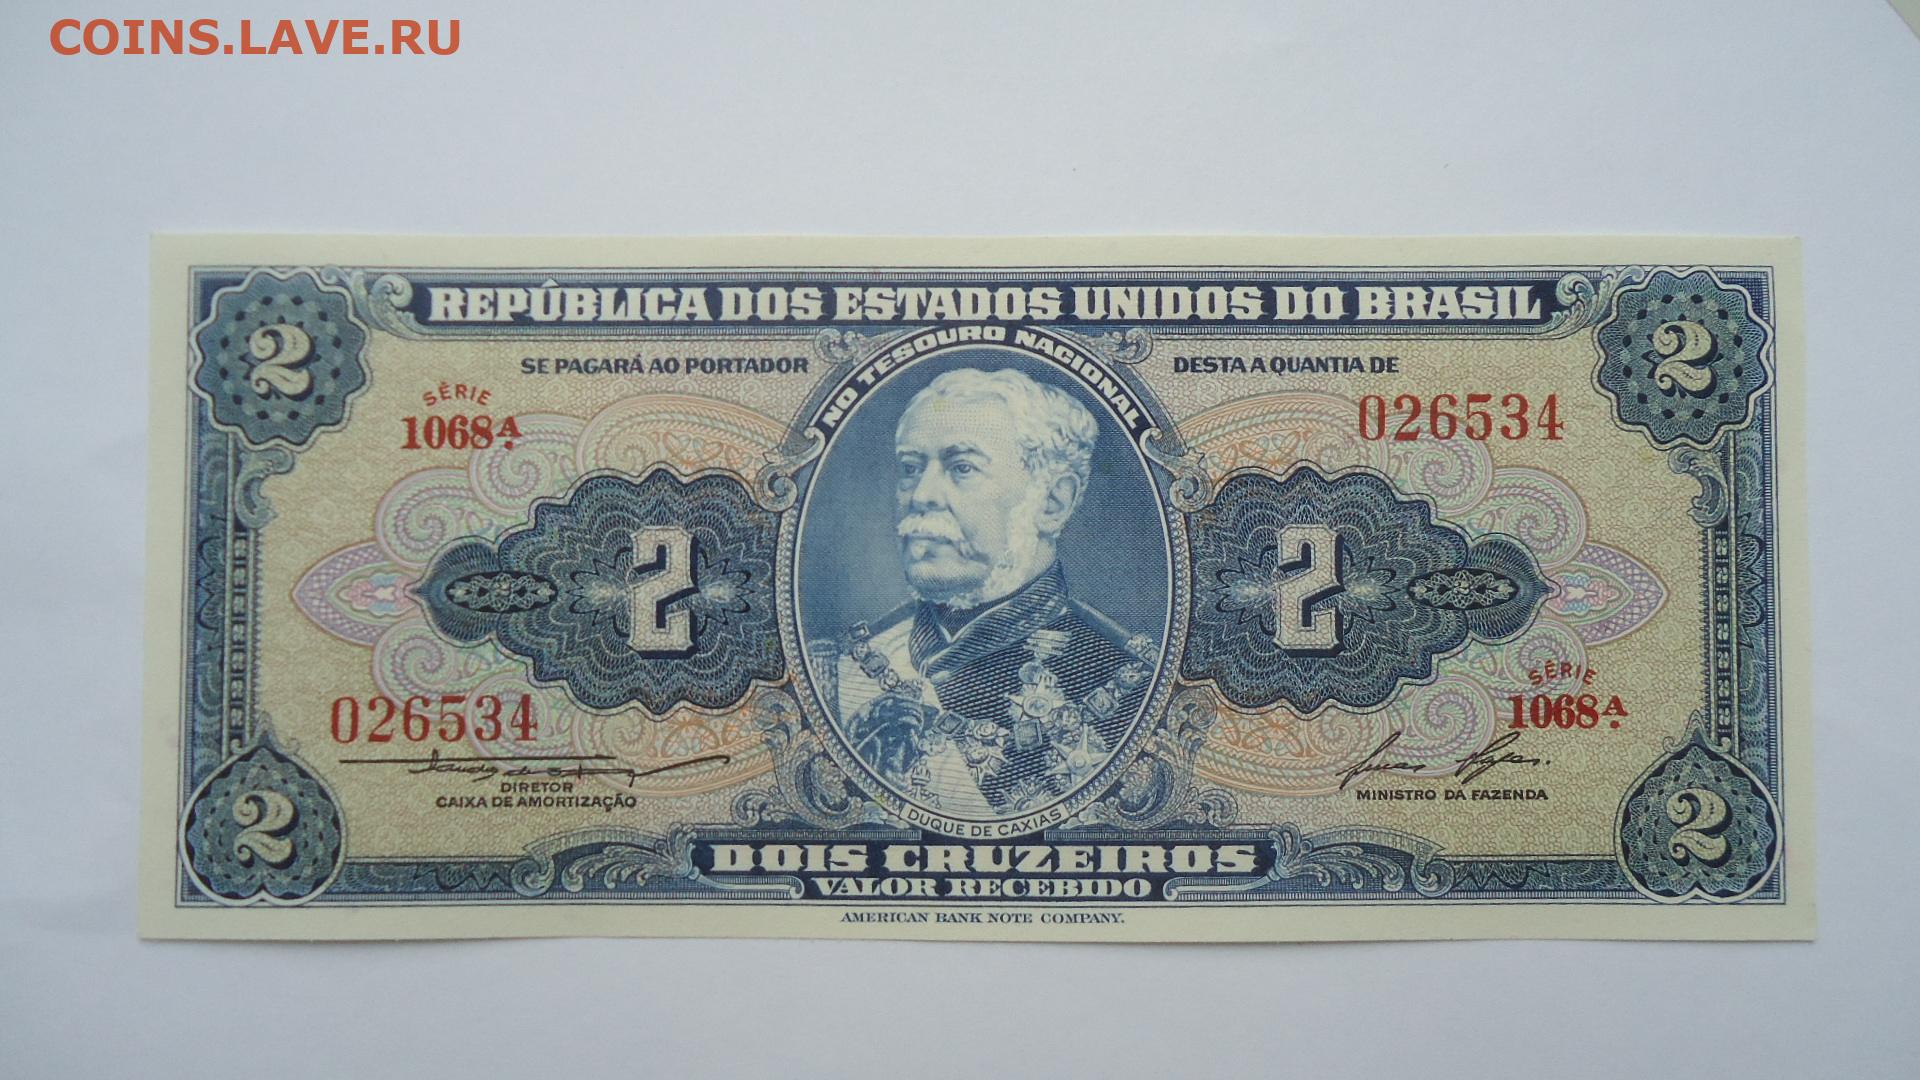 COINS.LAVE.RU
REPÚBLICA DOS ESTADOS UNIDOS DO BRASIL
2
2
NO TESOURO NACIONAL
SE PAGARÁ AO PORTADOR
DESTA A QUANTIA DE
SÉRIE
1068A.
026534
2
2
026534
SÉRIE
1068A.
DIRETOR
CAIXA DE AMORTIZAÇÃO
MINISTRO DA FAZENDA
DUQUE DE CAXIAS
2
2
DOIS CRUZEIROS
VALOR RECEBIDO
AMERICAN BANK NOTE COMPANY.